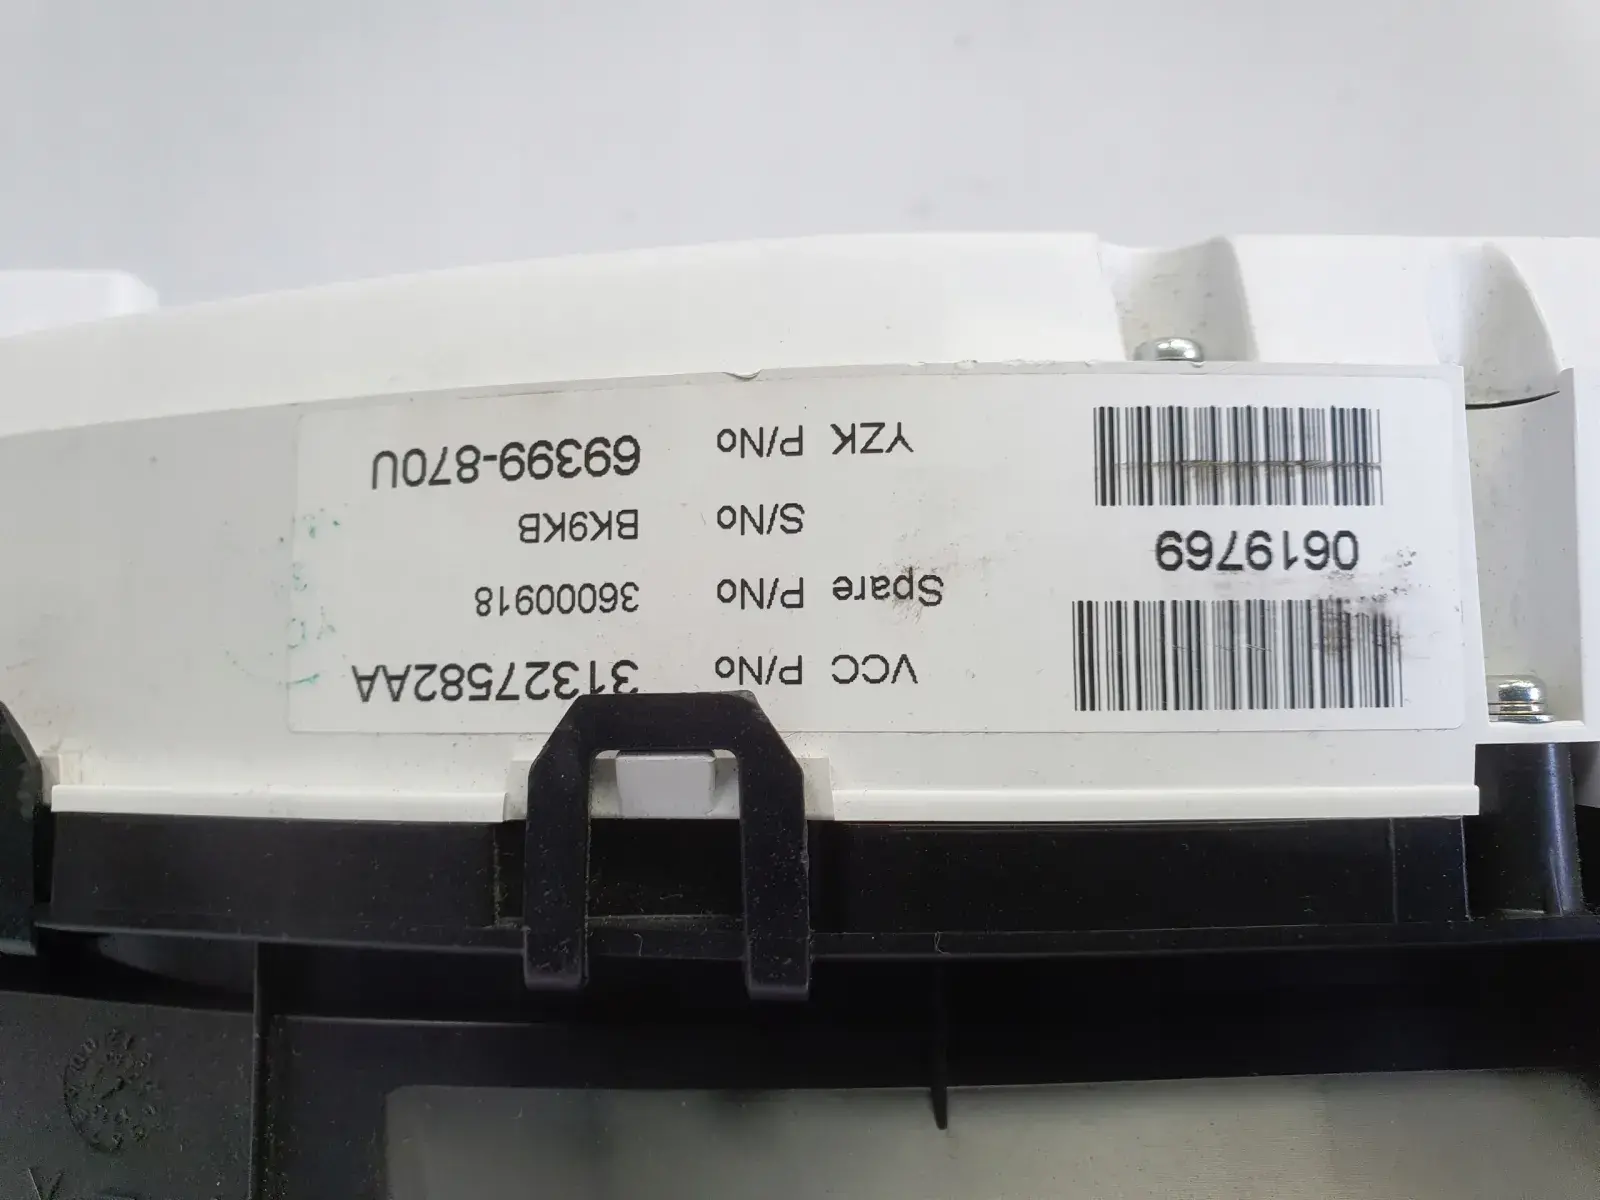 VCC P/No 31327582AA
Spare P/No 36000918
S/No BK9KB
YZK P/No 69399-870U
0619769